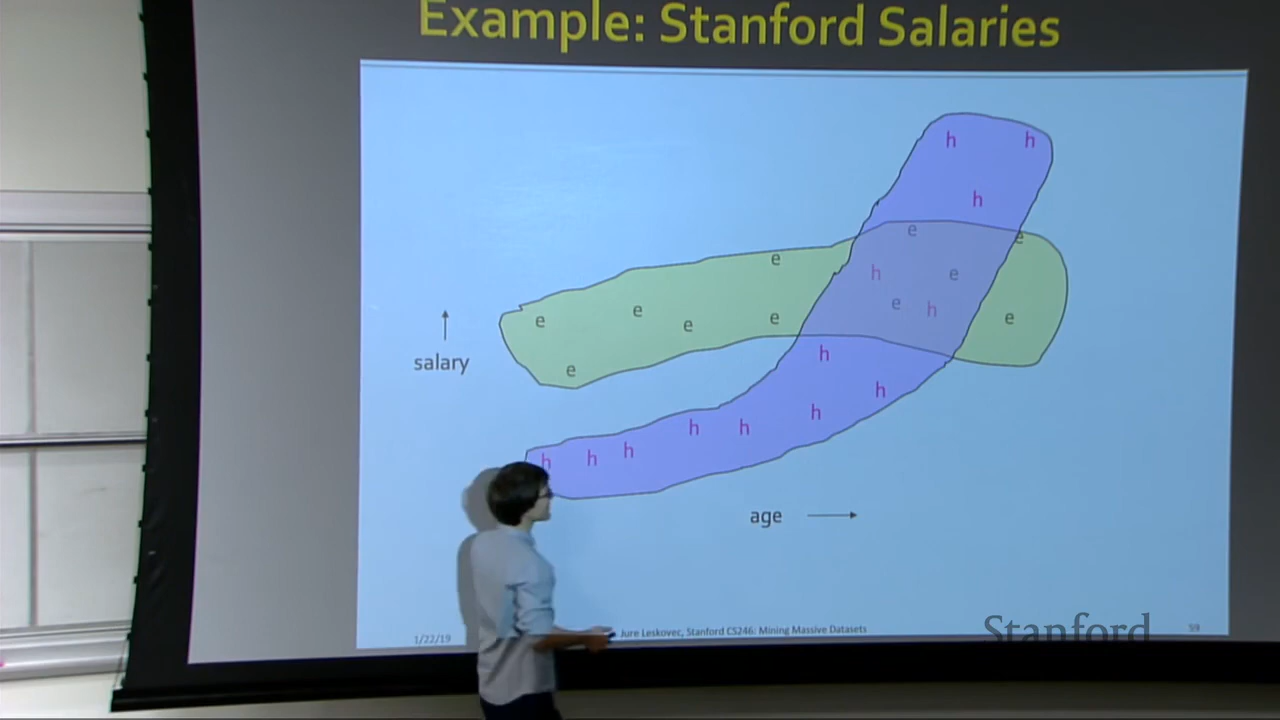 Example: Stanford Salaries
h h
h
e e
e
h e
e h
e e e e e
h
e
h
h
h h
h h h
salary
age
1/22/19
Jure Leskovec, Stanford CS246: Mining Massive Datasets
59
Stanford